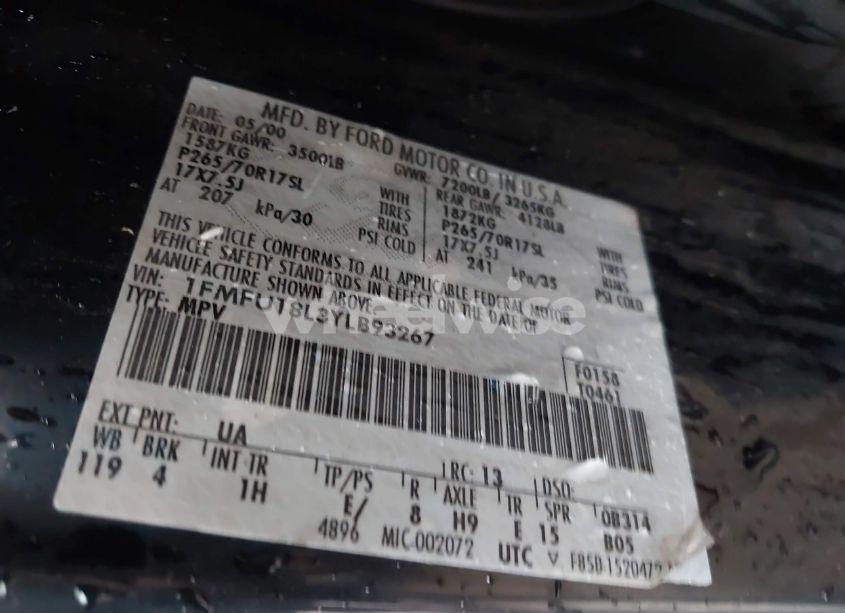 MFD. BY FORD MOTOR CO. IN U.S.A.
DATE: 05/00 GVWR: 7200LB/ 3265KG
FRONT GAWR: 3500LB REAR GAWR: 4128LB
1587KG WITH 1872KG WITH
P265/70R17SL TIRES P265/70R17SL TIRES
17X7.5J RIMS 17X7.5J RIMS
AT 207 kPa/30 PSI COLD AT 241 kPa/35 PSI COLD
THIS VEHICLE CONFORMS TO ALL APPLICABLE FEDERAL MOTOR
VEHICLE SAFETY STANDARDS IN EFFECT ON THE DATE OF
MANUFACTURE SHOWN ABOVE.
VIN: 1FMFU18L3YLB93267
TYPE: MPV
wheelwise
F0158
T0461
EXT PNT: UA RC: 13 DSO:
WB BRK INT TR TP/PS R AXLE TR SPR 0B314
119 4 1H E/ 8 H9 E 15 B05
4896 MIC-002072 UTC V F85B 1520472